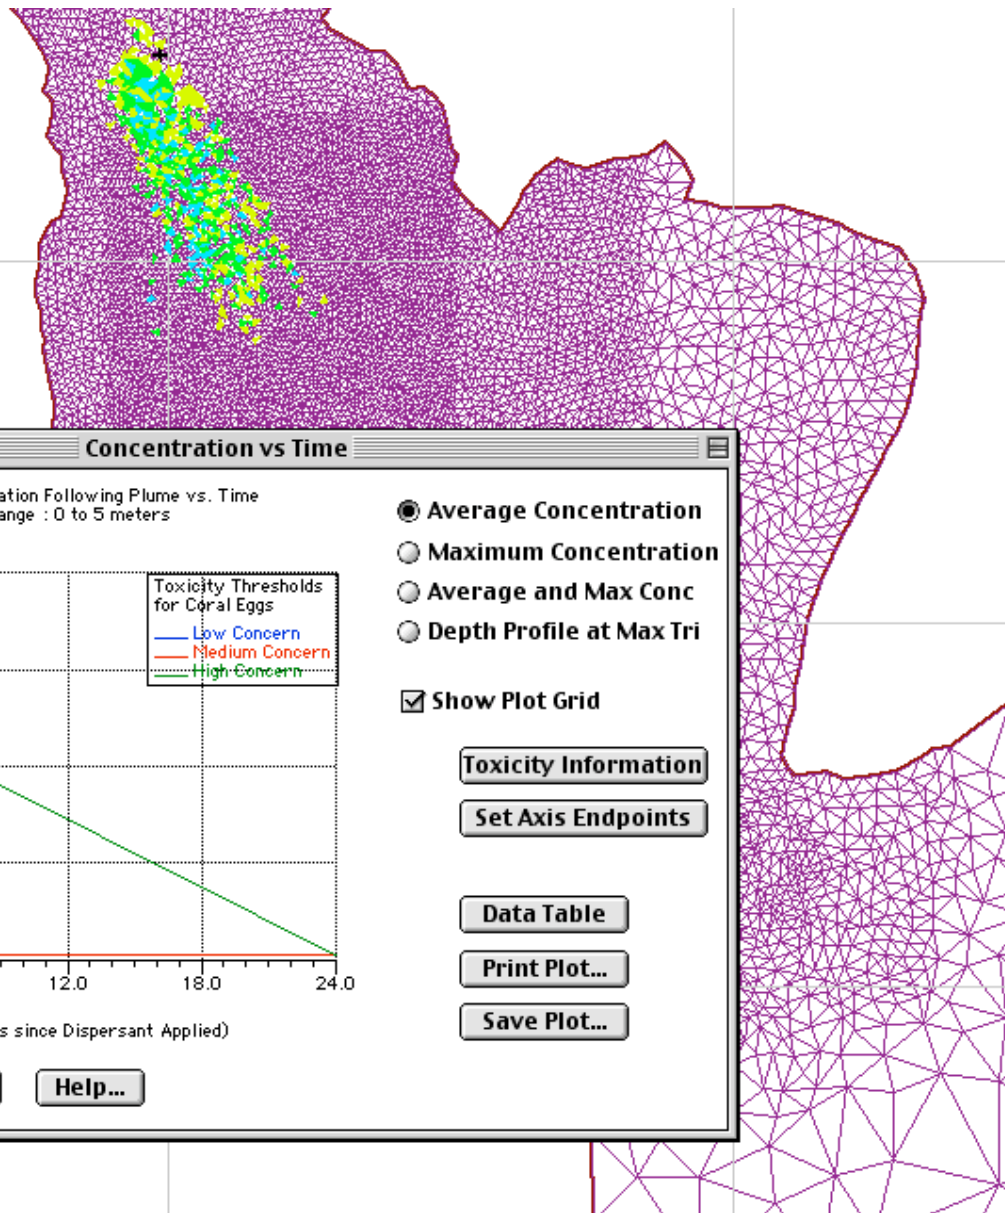 Concentration vs Time
ation Following Plume vs. Time
ange : 0 to 5 meters
Average Concentration
Maximum Concentration
Average and Max Conc
Depth Profile at Max Tri
Toxicity Thresholds
for Coral Eggs
Low Concern
Medium Concern
High Concern
Show Plot Grid
Toxicity Information
Set Axis Endpoints
Data Table
Print Plot...
Save Plot...
12.0 18.0 24.0
s since Dispersant Applied)
Help...